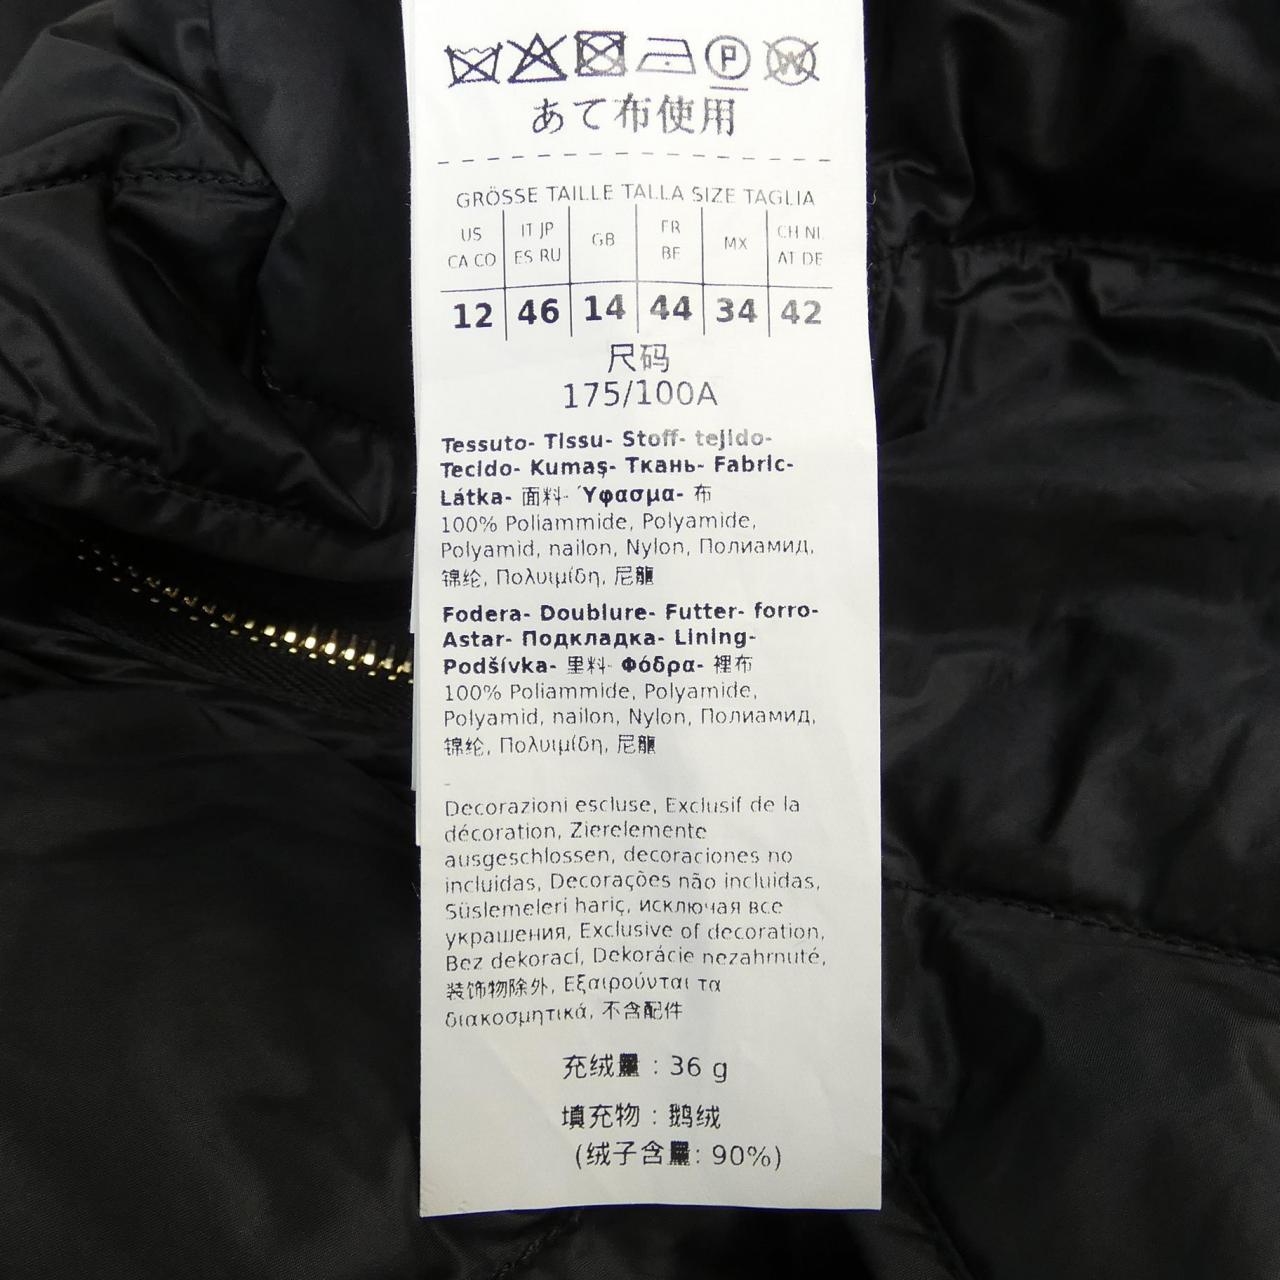 P
W
あて布使用
GRÖSSE TAILLE TALLA SIZE TAGLIA
US CA CO | IT JP ES RU | GB | FR BE | MX | CH NL AT DE
12 | 46 | 14 | 44 | 34 | 42
尺码
175/100A
Tessuto- Tissu- Stoff- tejido-
Tecido- Kumaş- Ткань- Fabric-
Látka- 面料- Ύφασμα- 布
100% Poliammide, Polyamide,
Polyamid, nailon, Nylon, Полиамид,
锦纶, Πολυιμίδη, 尼龍
Fodera- Doublure- Futter- forro-
Astar- Подкладка- Lining-
Podšívka- 里料- Φόδρα- 裡布
100% Poliammide, Polyamide,
Polyamid, nailon, Nylon, Полиамид,
锦纶, Πολυιμίδη, 尼龍
-
Decorazioni escluse, Exclusif de la
décoration, Zierelemente
ausgeschlossen, decoraciones no
incluidas, Decorações não incluidas,
Süslemeleri hariç, исключая все
украшения, Exclusive of decoration,
Bez dekorací, Dekorácie nezahrnuté,
装饰物除外, Εξαιρούνται τα
διακοσμητικά, 不含配件
充绒量 : 36 g
填充物 : 鹅绒
(绒子含量: 90%)